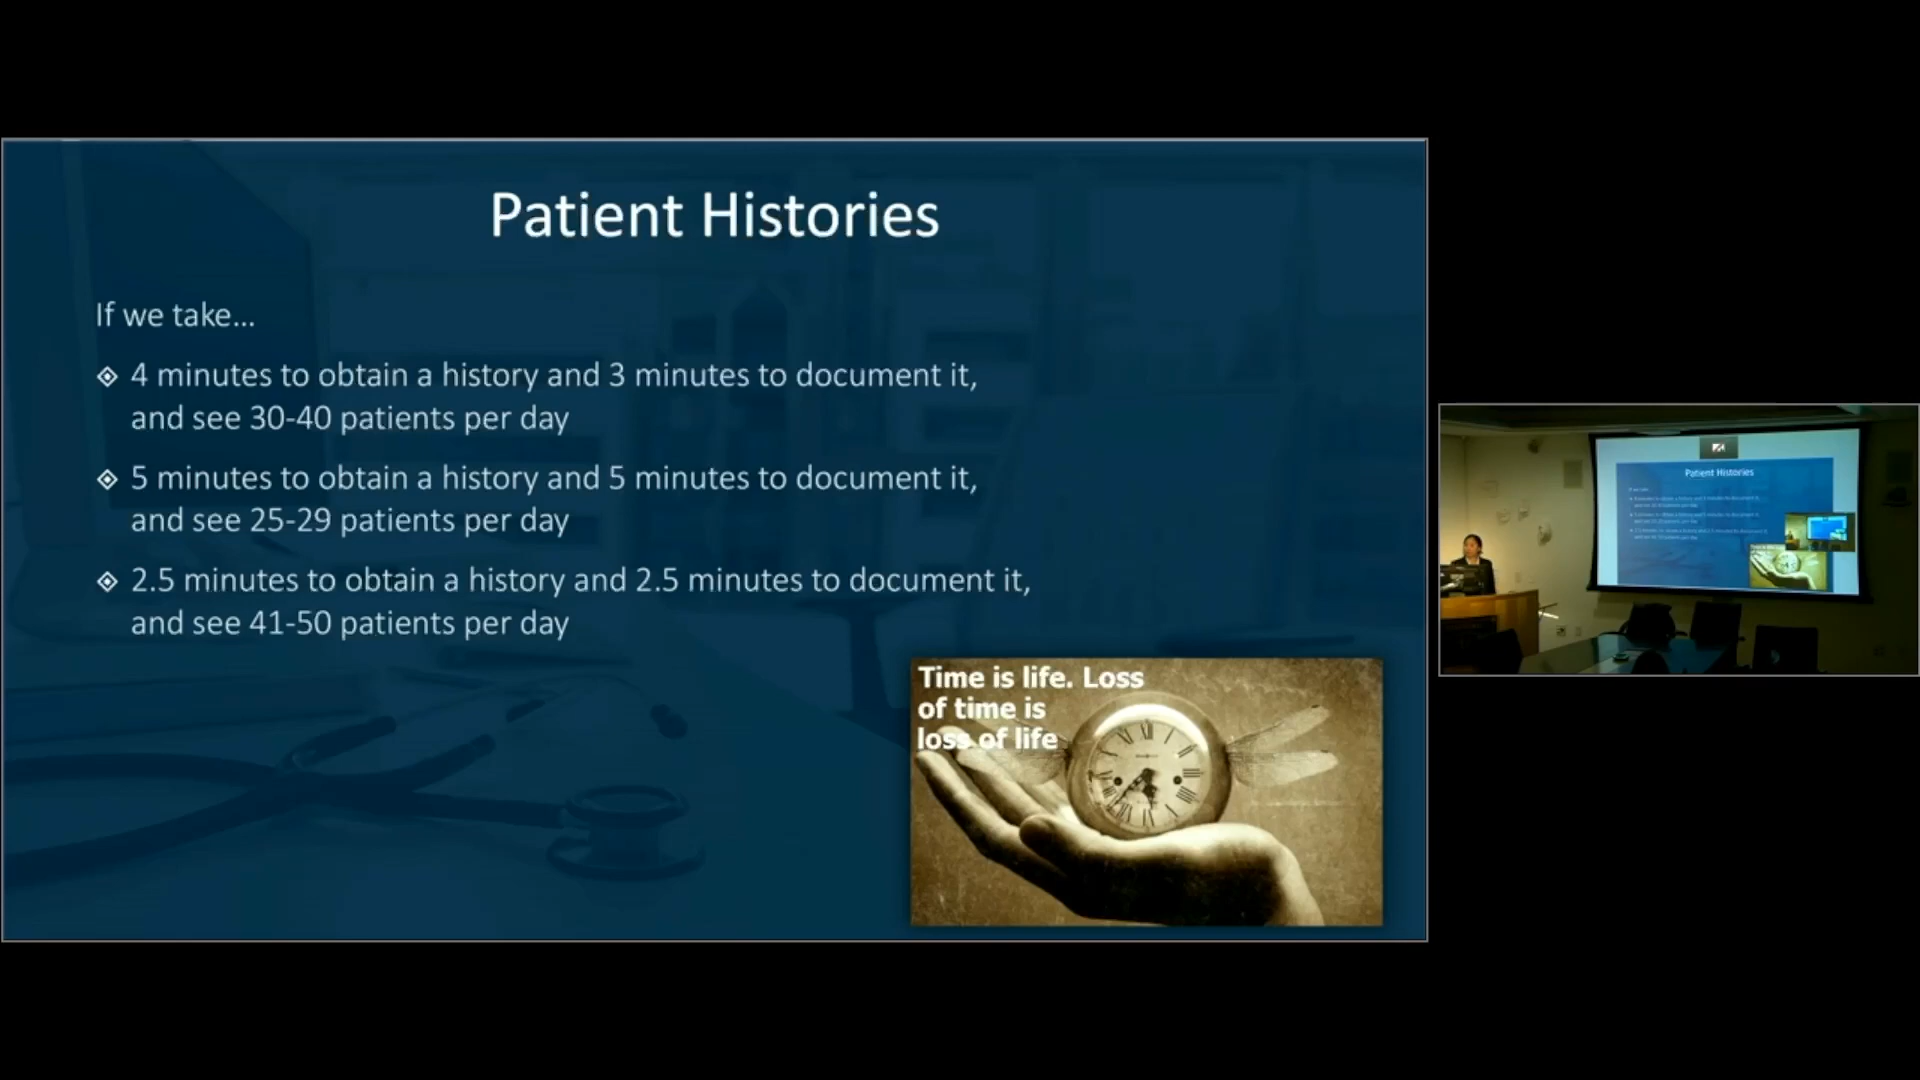 Patient Histories
If we take...
4 minutes to obtain a history and 3 minutes to document it,
and see 30-40 patients per day
5 minutes to obtain a history and 5 minutes to document it,
and see 25-29 patients per day
2.5 minutes to obtain a history and 2.5 minutes to document it,
and see 41-50 patients per day
Time is life. Loss
of time is
loss of life
Patient Histories